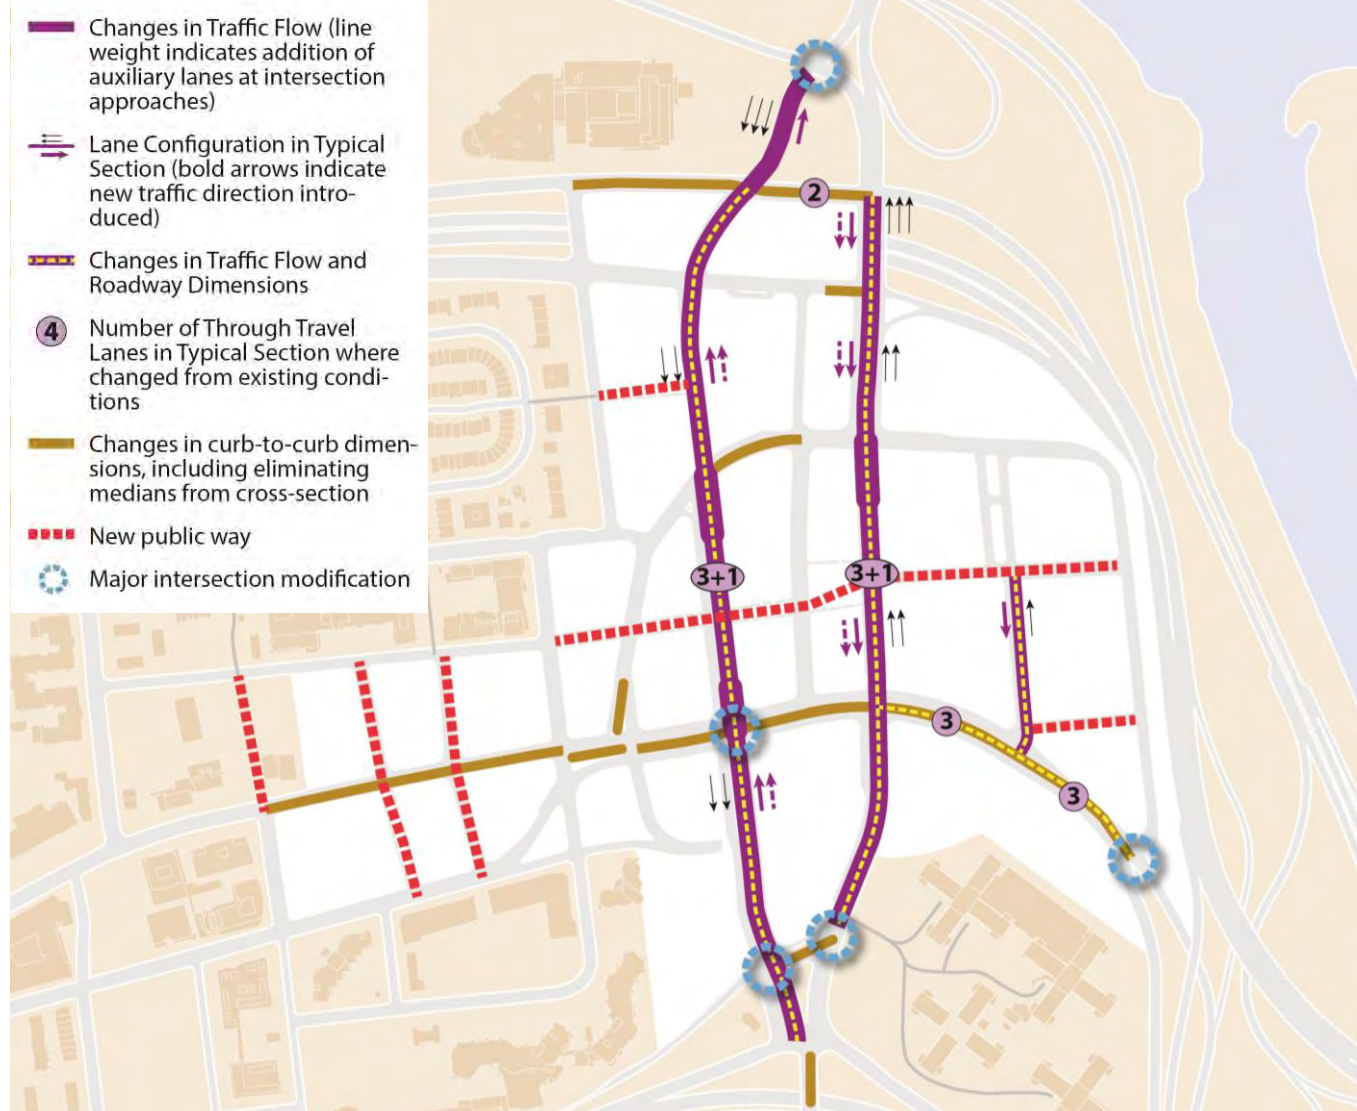 Changes in Traffic Flow (line
weight indicates addition of
auxiliary lanes at intersection
approaches)
Lane Configuration in Typical
Section (bold arrows indicate
new traffic direction intro-
duced)
Changes in Traffic Flow and
Roadway Dimensions
4
Number of Through Travel
Lanes in Typical Section where
changed from existing condi-
tions
Changes in curb-to-curb dimen-
sions, including eliminating
medians from cross-section
New public way
Major intersection modification
2
3+1
3+1
3
3